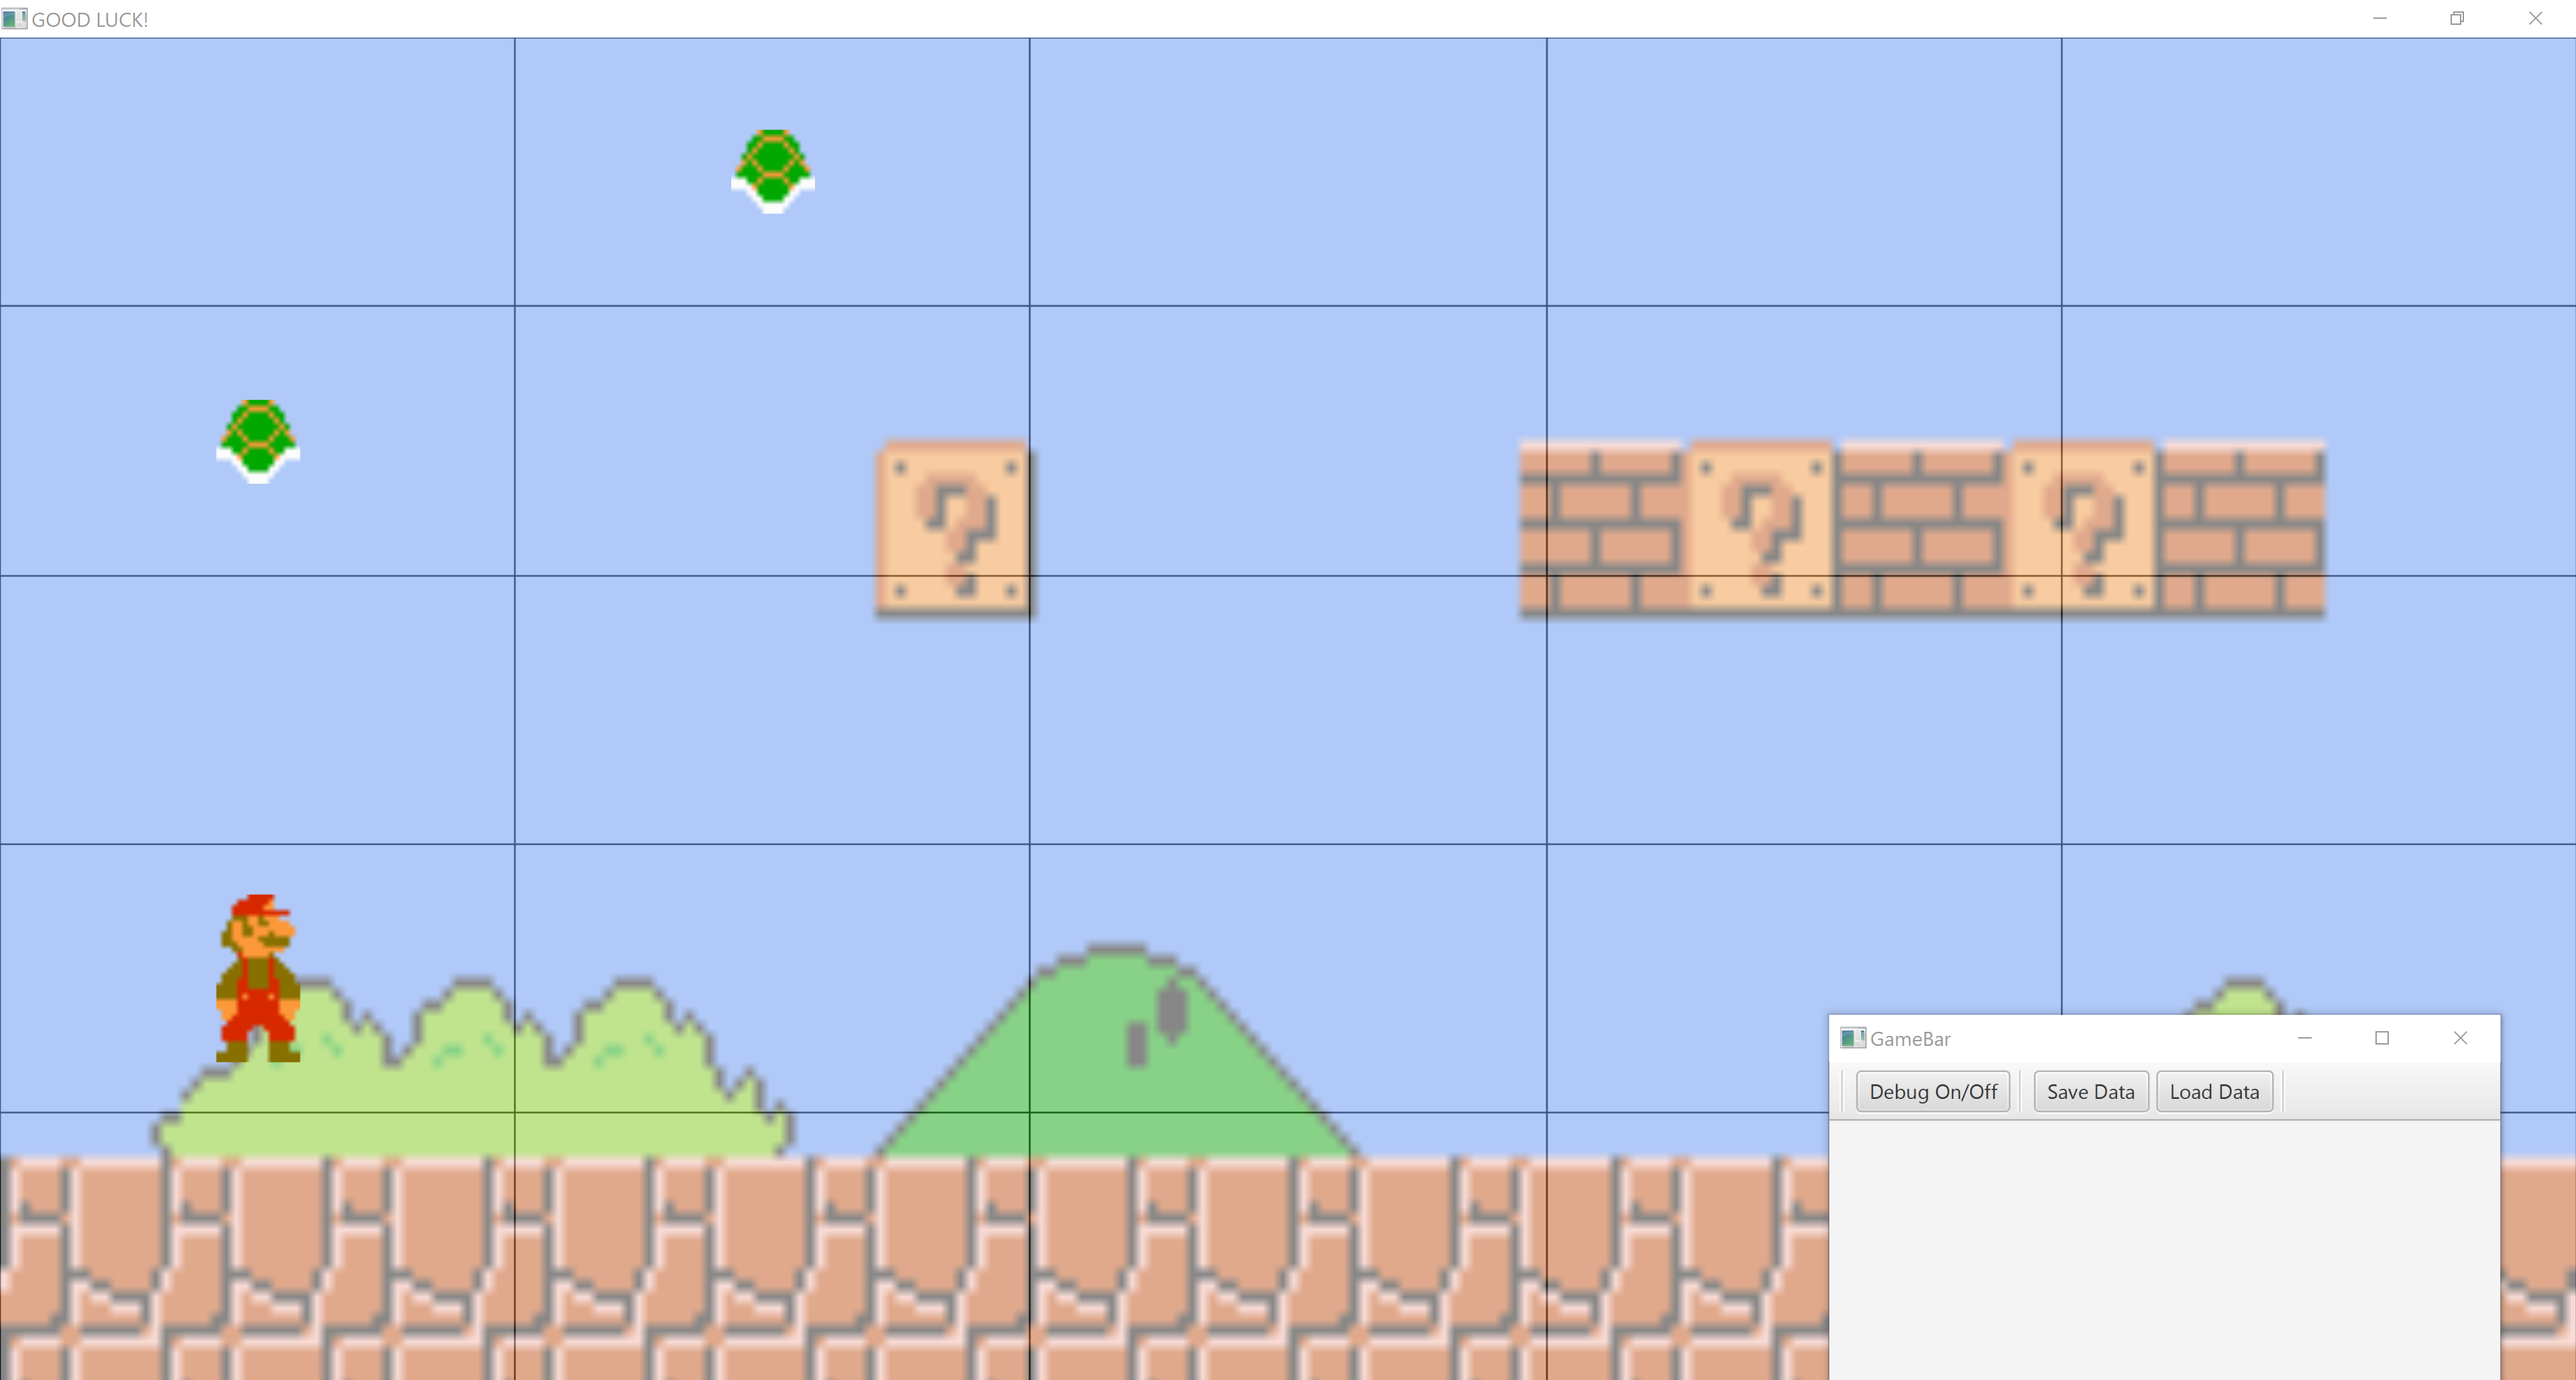 GOOD LUCK!
? ? ?
GameBar
Debug On/Off Save Data Load Data